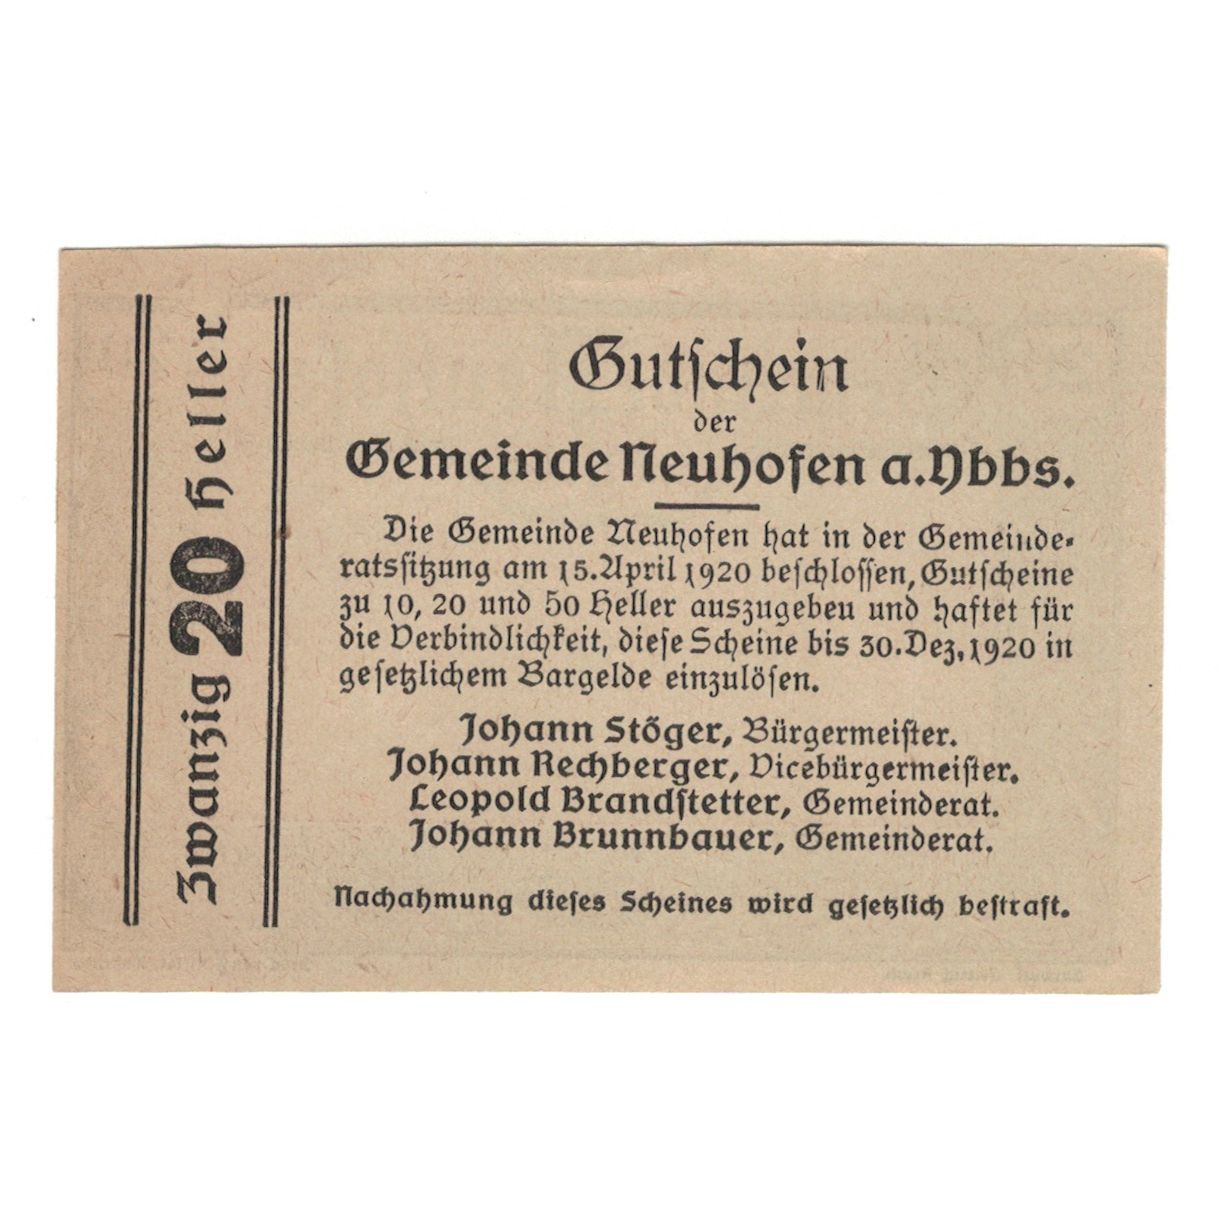 Zwanzig 20 Heller
Gutschein
der
Gemeinde Neuhofen a. Ybbs.
Die Gemeinde Neuhofen hat in der Gemeinde-
ratssitzung am 15. April 1920 beschlossen, Gutscheine
zu 10, 20 und 50 Heller auszugeben und haftet für
die Verbindlichkeit, diese Scheine bis 30. Dez. 1920 in
gesetzlichem Bargelde einzulösen.
Johann Stöger, Bürgermeister.
Johann Rechberger, Vicebürgermeister.
Leopold Brandstetter, Gemeinderat.
Johann Brunnbauer, Gemeinderat.
Nachahmung dieses Scheines wird gesetzlich bestraft.